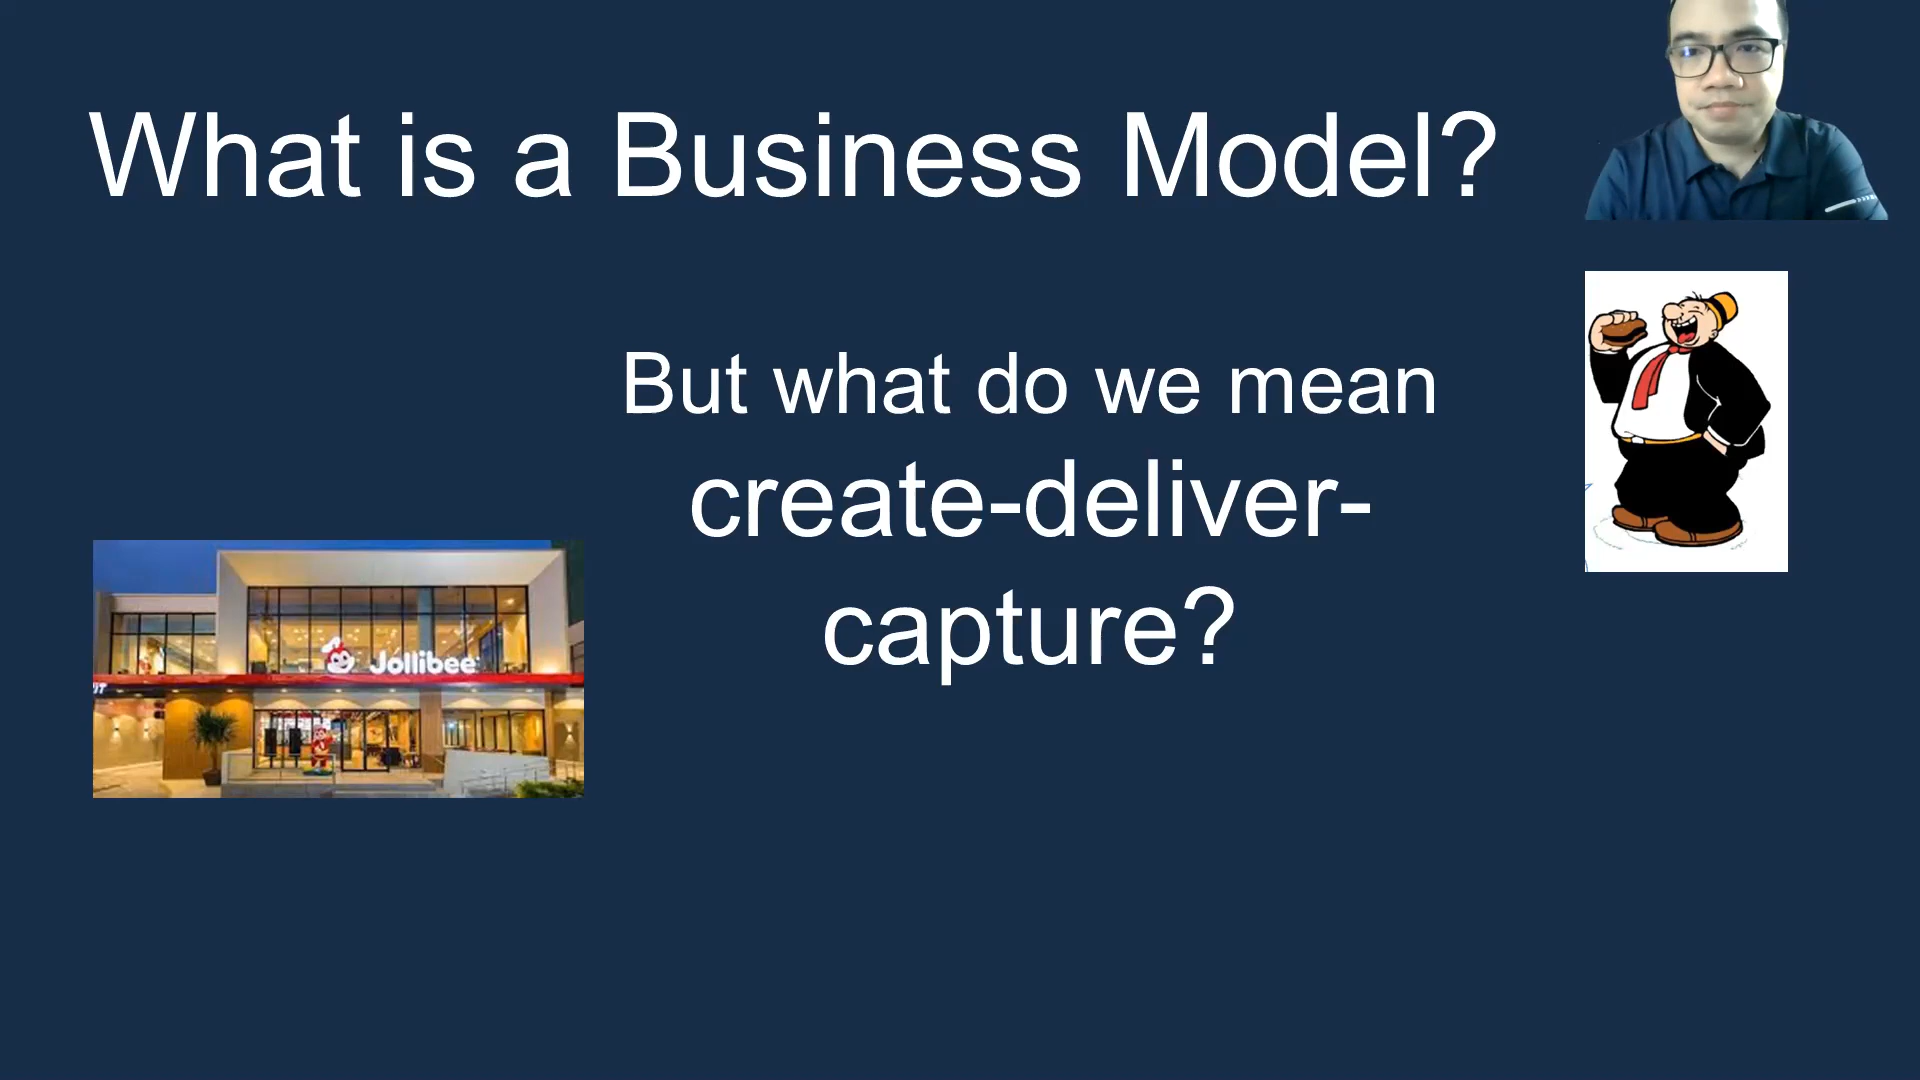 What is a Business Model?
But what do we mean
create-deliver-
capture?
Jollibee